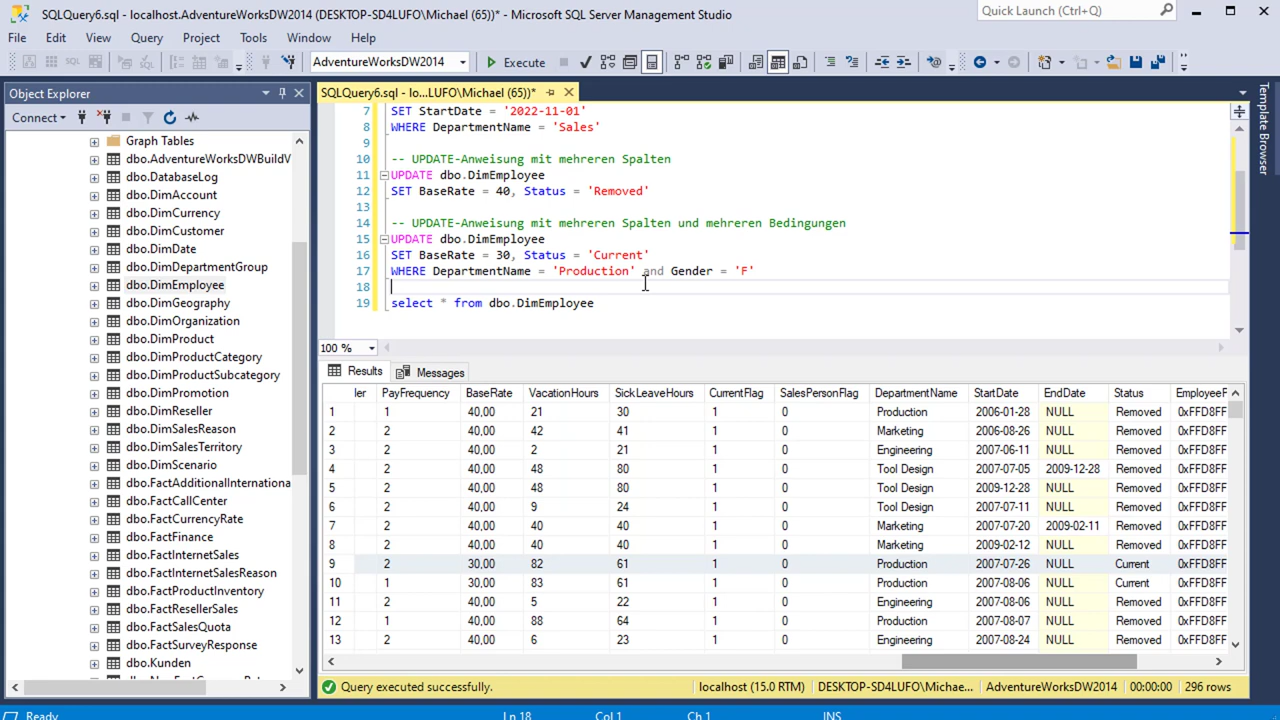 SQLQuery6.sql - localhost.AdventureWorksDW2014 (DESKTOP-SD4LUFO\Michael (65))* - Microsoft SQL Server Management Studio
Quick Launch (Ctrl+Q)
File Edit View Query Project Tools Window Help
AdventureWorksDW2014 Execute
Object Explorer
Connect
Graph Tables
dbo.AdventureWorksDWBuildV
dbo.DatabaseLog
dbo.DimAccount
dbo.DimCurrency
dbo.DimCustomer
dbo.DimDate
dbo.DimDepartmentGroup
dbo.DimEmployee
dbo.DimGeography
dbo.DimOrganization
dbo.DimProduct
dbo.DimProductCategory
dbo.DimProductSubcategory
dbo.DimPromotion
dbo.DimReseller
dbo.DimSalesReason
dbo.DimSalesTerritory
dbo.DimScenario
dbo.FactAdditionalInternationa
dbo.FactCallCenter
dbo.FactCurrencyRate
dbo.FactFinance
dbo.FactInternetSales
dbo.FactInternetSalesReason
dbo.FactProductInventory
dbo.FactResellerSales
dbo.FactSalesQuota
dbo.FactSurveyResponse
dbo.Kunden
SQLQuery6.sql - lo...LUFO\Michael (65))*
7 SET StartDate = '2022-11-01'
8 WHERE DepartmentName = 'Sales'
9
10 -- UPDATE-Anweisung mit mehreren Spalten
11 UPDATE dbo.DimEmployee
12 SET BaseRate = 40, Status = 'Removed'
13
14 -- UPDATE-Anweisung mit mehreren Spalten und mehreren Bedingungen
15 UPDATE dbo.DimEmployee
16 SET BaseRate = 30, Status = 'Current'
17 WHERE DepartmentName = 'Production' and Gender = 'F'
18
19 select * from dbo.DimEmployee
100 %
Results Messages
ler PayFrequency BaseRate VacationHours SickLeaveHours CurrentFlag SalesPersonFlag DepartmentName StartDate EndDate Status EmployeeF
1 1 40,00 21 30 1 0 Production 2006-01-28 NULL Removed 0xFFD8FF
2 2 40,00 42 41 1 0 Marketing 2006-08-26 NULL Removed 0xFFD8FF
3 2 40,00 2 21 1 0 Engineering 2007-06-11 NULL Removed 0xFFD8FF
4 2 40,00 48 80 1 0 Tool Design 2007-07-05 2009-12-28 Removed 0xFFD8FF
5 2 40,00 48 80 1 0 Tool Design 2009-12-28 NULL Removed 0xFFD8FF
6 2 40,00 9 24 1 0 Tool Design 2007-07-11 NULL Removed 0xFFD8FF
7 2 40,00 40 40 1 0 Marketing 2007-07-20 2009-02-11 Removed 0xFFD8FF
8 2 40,00 40 40 1 0 Marketing 2009-02-12 NULL Removed 0xFFD8FF
9 2 30,00 82 61 1 0 Production 2007-07-26 NULL Current 0xFFD8FF
10 1 30,00 83 61 1 0 Production 2007-08-06 NULL Current 0xFFD8FF
11 2 40,00 5 22 1 0 Engineering 2007-08-06 NULL Removed 0xFFD8FF
12 1 40,00 88 64 1 0 Production 2007-08-07 NULL Removed 0xFFD8FF
13 2 40,00 6 23 1 0 Engineering 2007-08-24 NULL Removed 0xFFD8FF
Query executed successfully. localhost (15.0 RTM) DESKTOP-SD4LUFO\Michae... AdventureWorksDW2014 00:00:00 296 rows
Template Brow
Ready Ln 18 Col 1 Ch 1 INS